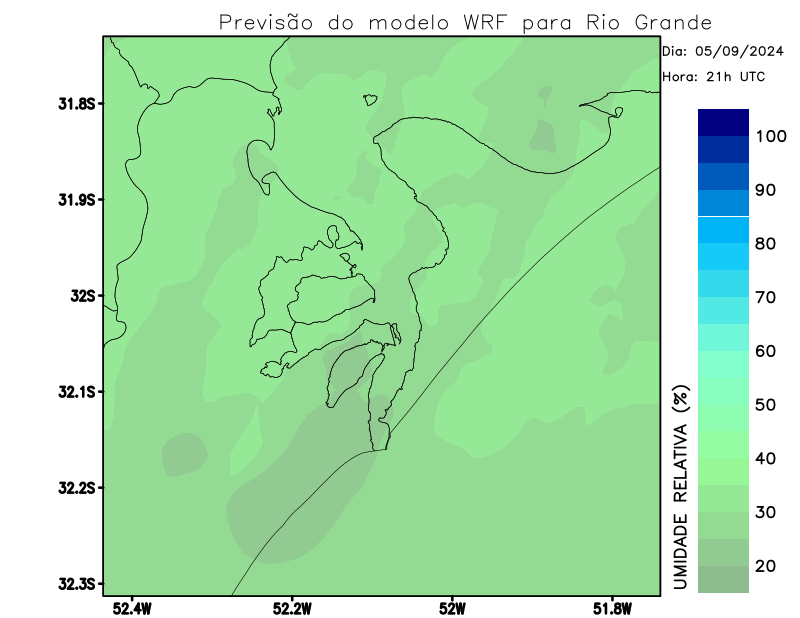 Previsão do modelo WRF para Rio Grande
Dia: 05/09/2024
Hora: 21h UTC
31.8S
31.9S
32S
32.1S
32.2S
32.3S
52.4W 52.2W 52W 51.8W
100
90
80
70
60
50
40
30
20
UMIDADE RELATIVA (%)